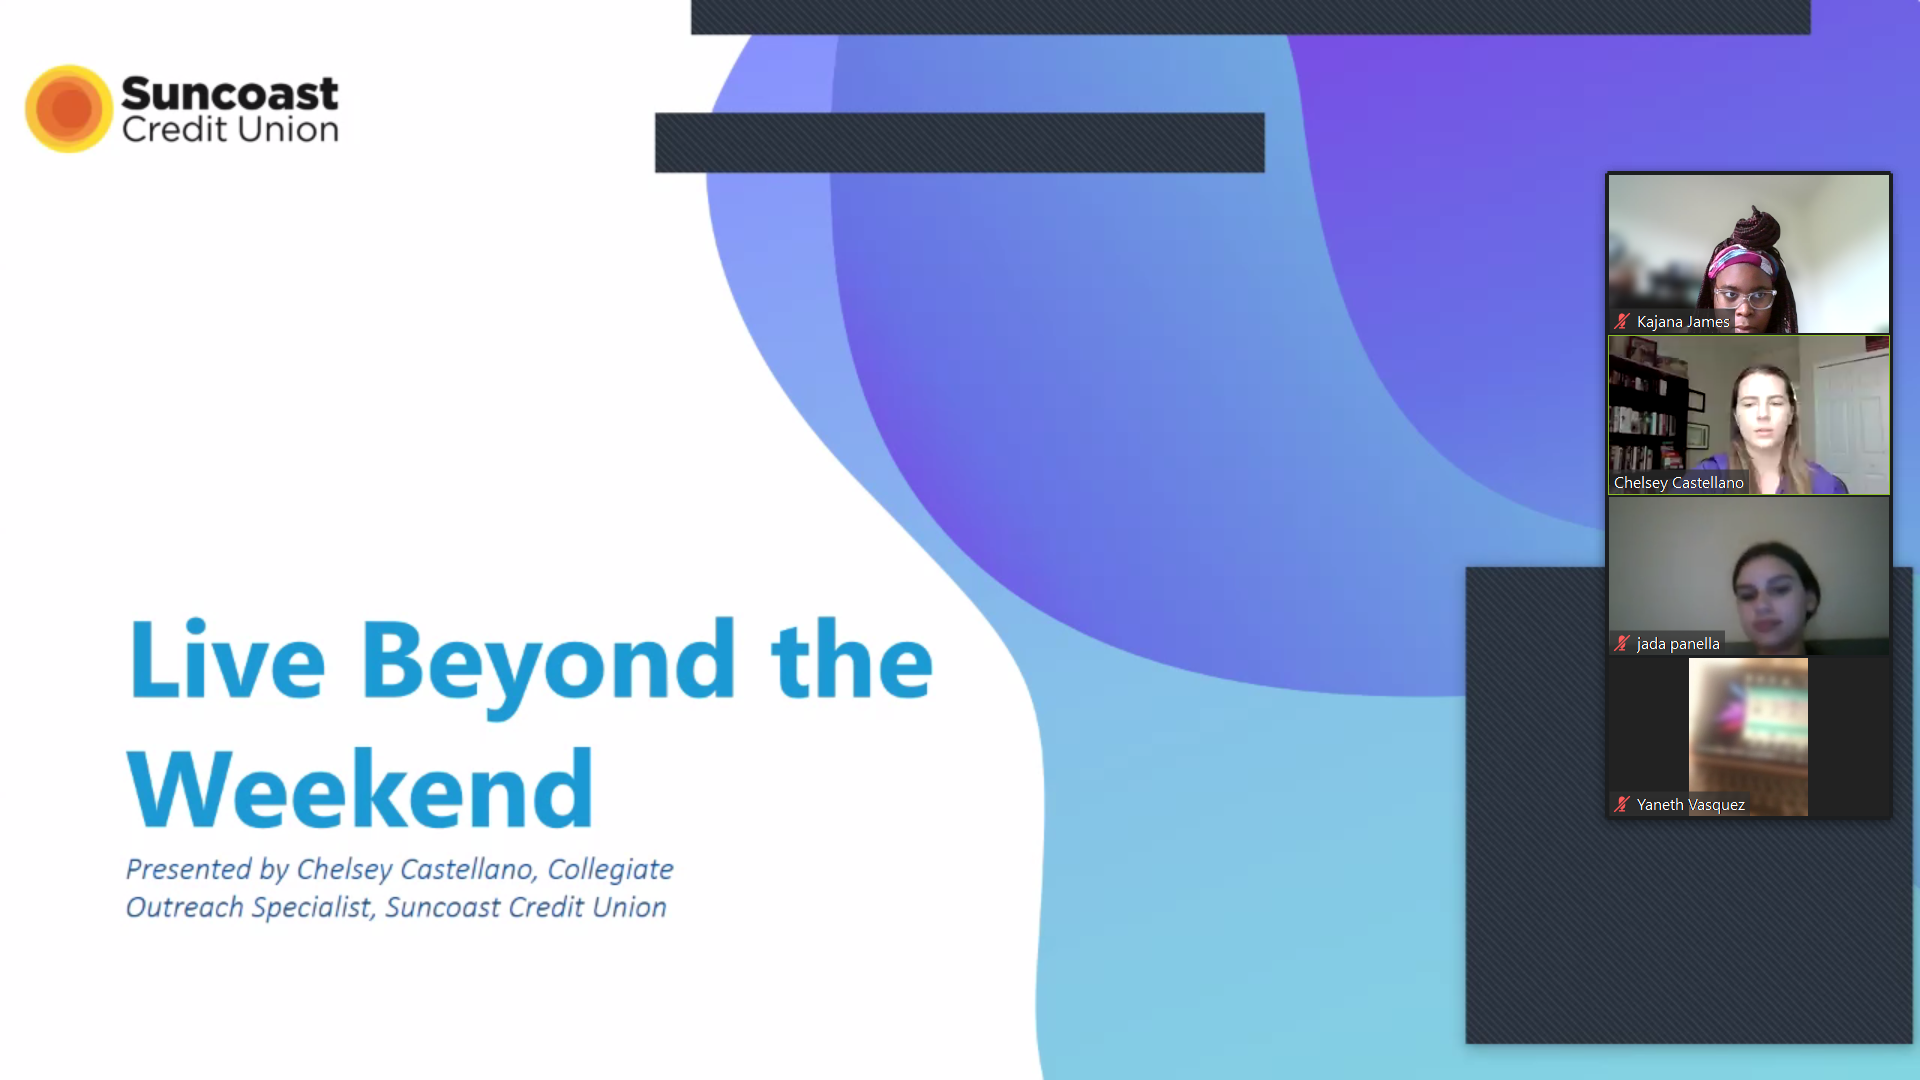 Suncoast
Credit Union
Live Beyond the
Weekend
Presented by Chelsey Castellano, Collegiate
Outreach Specialist, Suncoast Credit Union
Kajana James
Chelsey Castellano
jada panella
Yaneth Vasquez